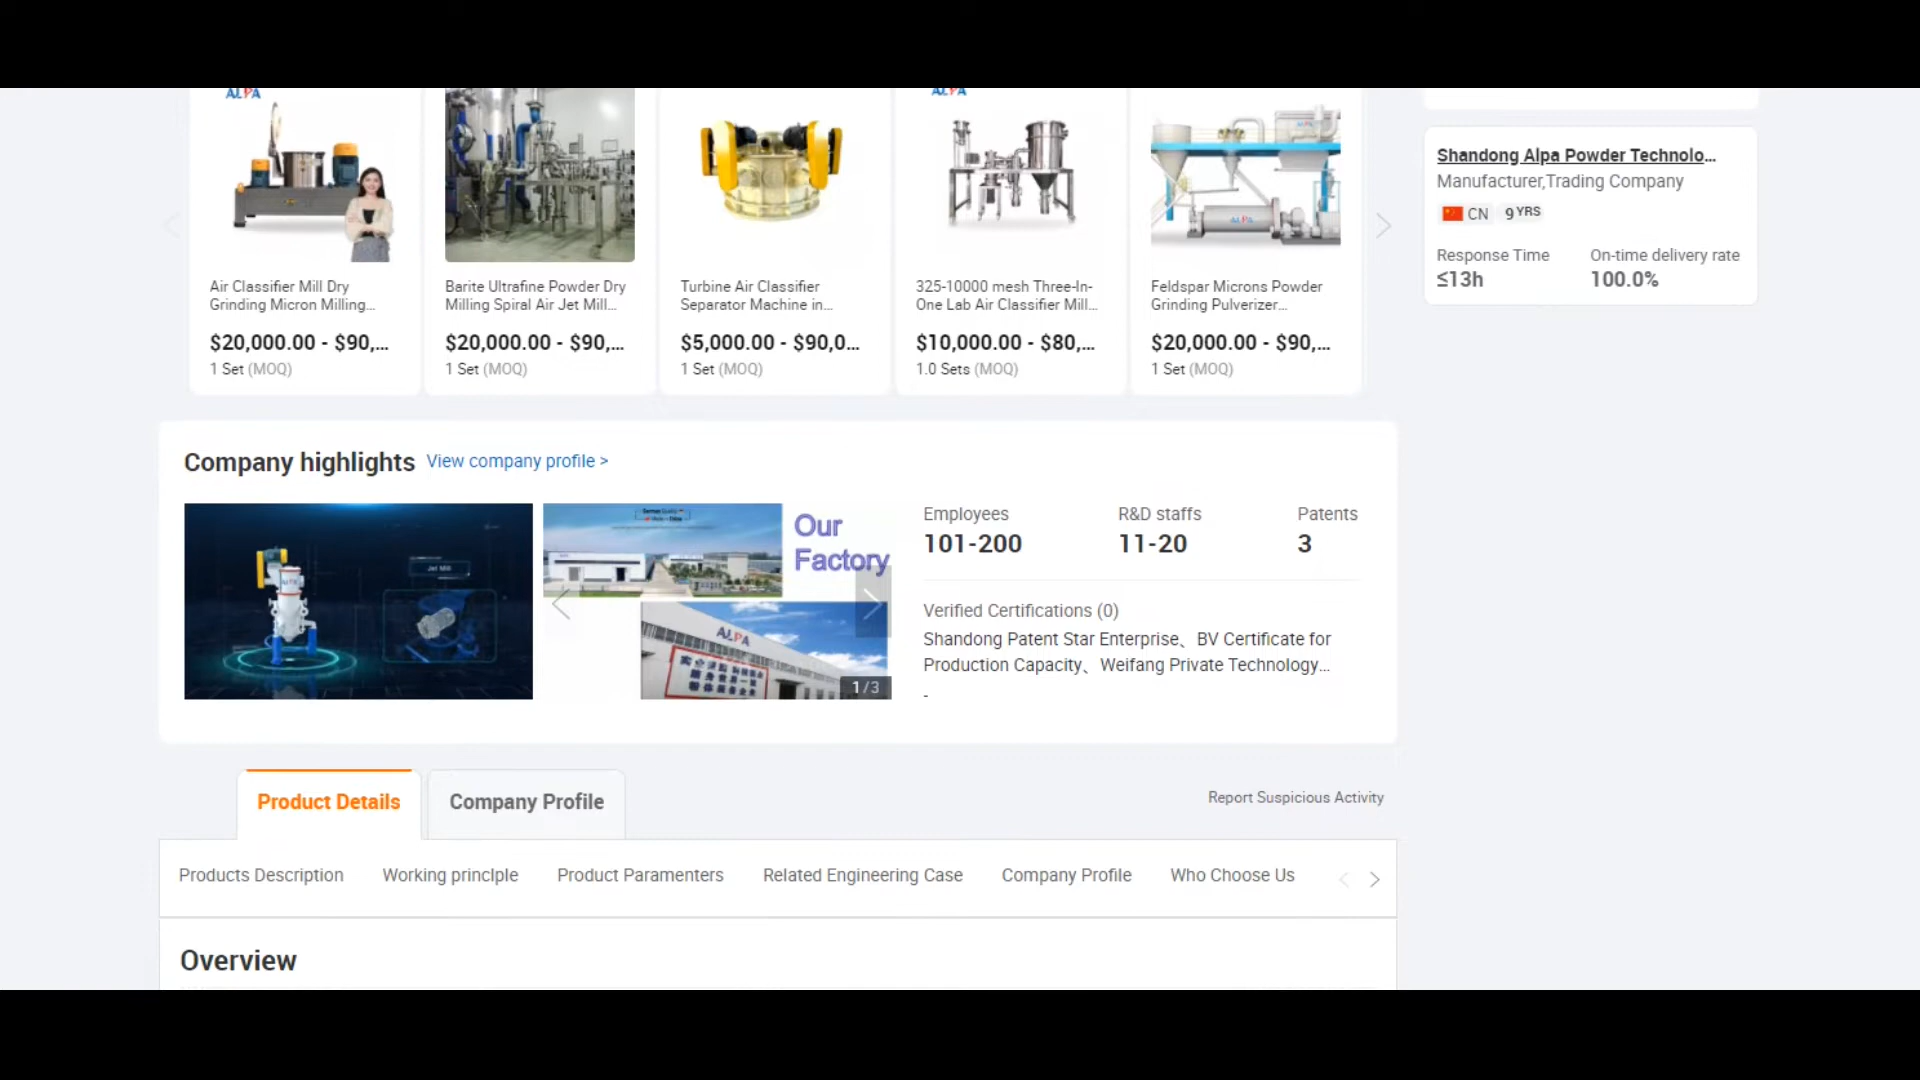 ALPA
ALPA
Air Classifier Mill Dry
Grinding Micron Milling...
$20,000.00 - $90,...
1 Set (MOQ)
Barite Ultrafine Powder Dry
Milling Spiral Air Jet Mill...
$20,000.00 - $90,...
1 Set (MOQ)
Turbine Air Classifier
Separator Machine in...
$5,000.00 - $90,0...
1 Set (MOQ)
325-10000 mesh Three-In-
One Lab Air Classifier Mill...
$10,000.00 - $80,...
1.0 Sets (MOQ)
ALPA
Feldspar Microns Powder
Grinding Pulverizer...
$20,000.00 - $90,...
1 Set (MOQ)
Shandong Alpa Powder Technolo...
Manufacturer,Trading Company
CN 9 YRS
Response Time
≤13h
On-time delivery rate
100.0%
Company highlights View company profile >
ALPA
Jet Mill
Our
Factory
ALPA
1/3
Employees
101-200
R&D staffs
11-20
Patents
3
Verified Certifications (0)
Shandong Patent Star Enterprise、BV Certificate for
Production Capacity、Weifang Private Technology...
-
Product Details
Company Profile
Report Suspicious Activity
Products Description
Working princlple
Product Paramenters
Related Engineering Case
Company Profile
Who Choose Us
Overview